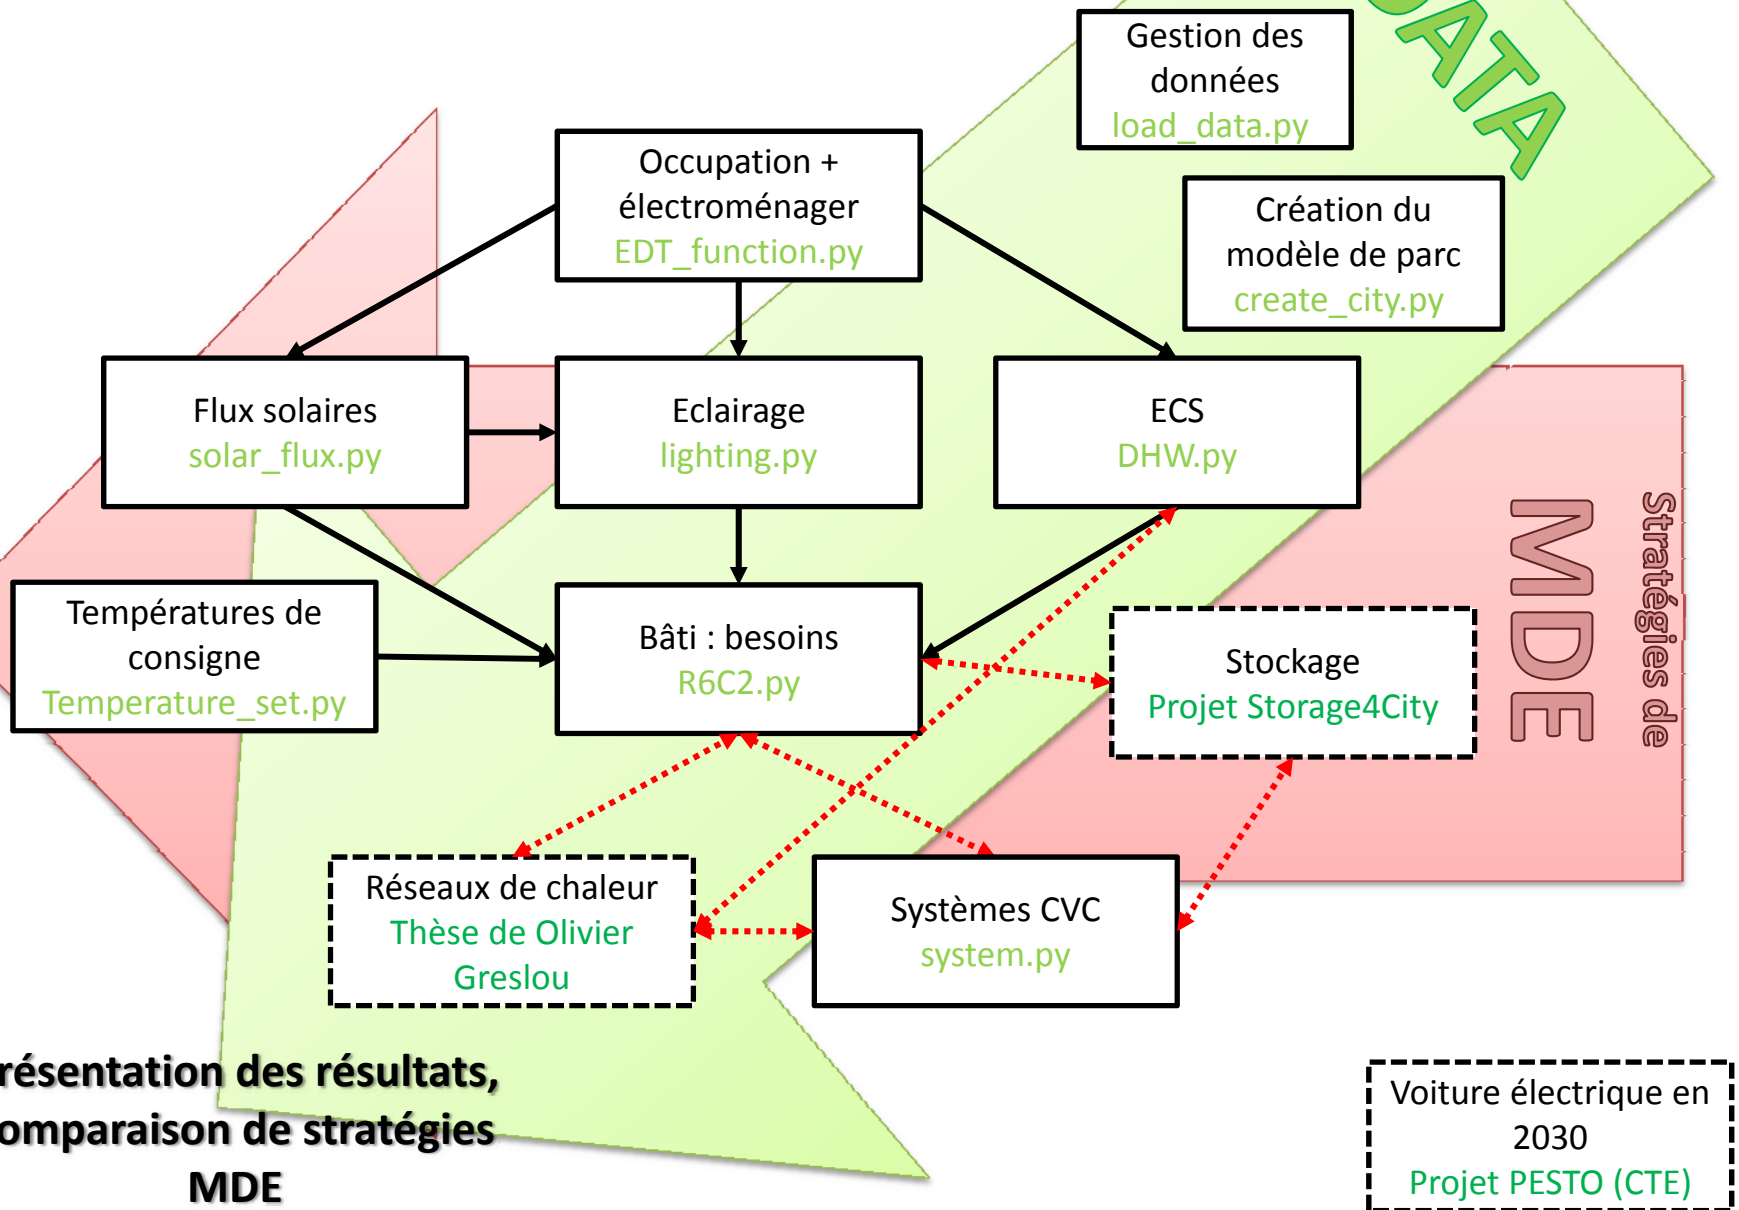 DATA
Gestion des
données
load_data.py
Occupation +
électroménager
EDT_function.py
Création du
modèle de parc
create_city.py
Flux solaires
solar_flux.py
Eclairage
lighting.py
ECS
DHW.py
Stratégies de
MDE
Températures de
consigne
Temperature_set.py
Bâti : besoins
R6C2.py
Stockage
Projet Storage4City
Réseaux de chaleur
Thèse de Olivier
Greslou
Systèmes CVC
system.py
résentation des résultats,
omparaison de stratégies
MDE
Voiture électrique en
2030
Projet PESTO (CTE)